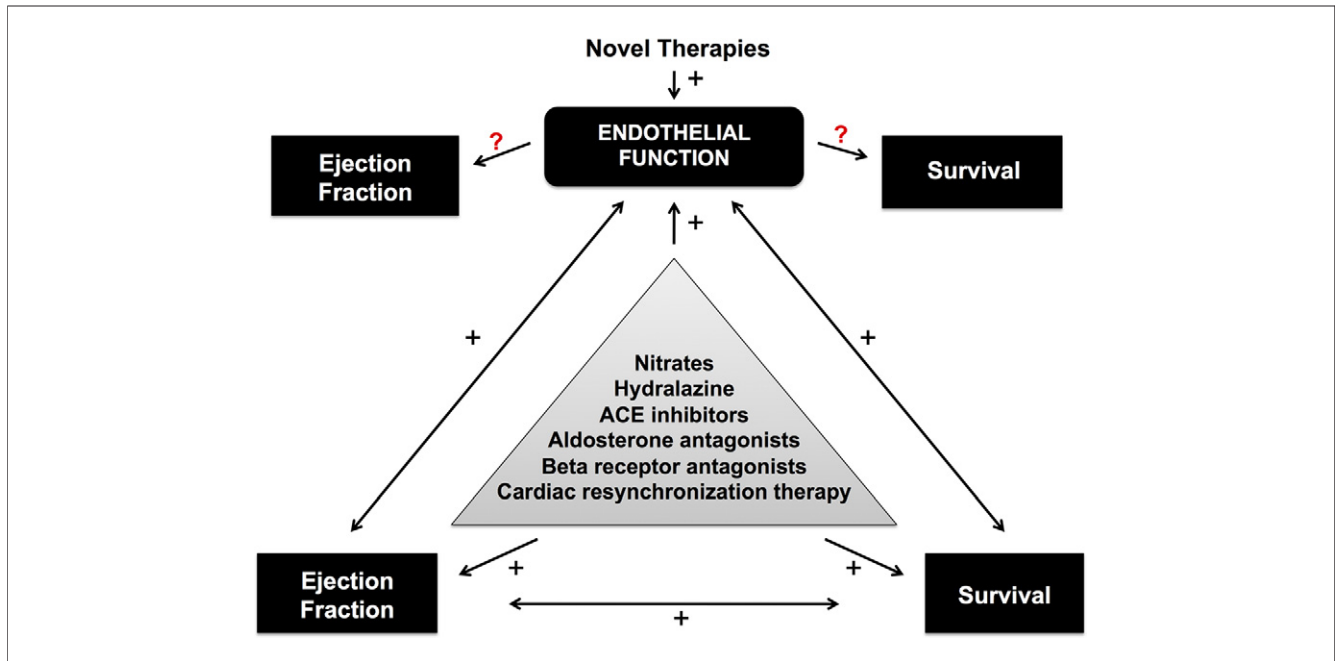 Novel Therapies
+
ENDOTHELIAL
FUNCTION
?
?
Ejection
Fraction
Survival
+
+
+
Nitrates
Hydralazine
ACE inhibitors
Aldosterone antagonists
Beta receptor antagonists
Cardiac resynchronization therapy
+
+
Ejection
Fraction
Survival
+